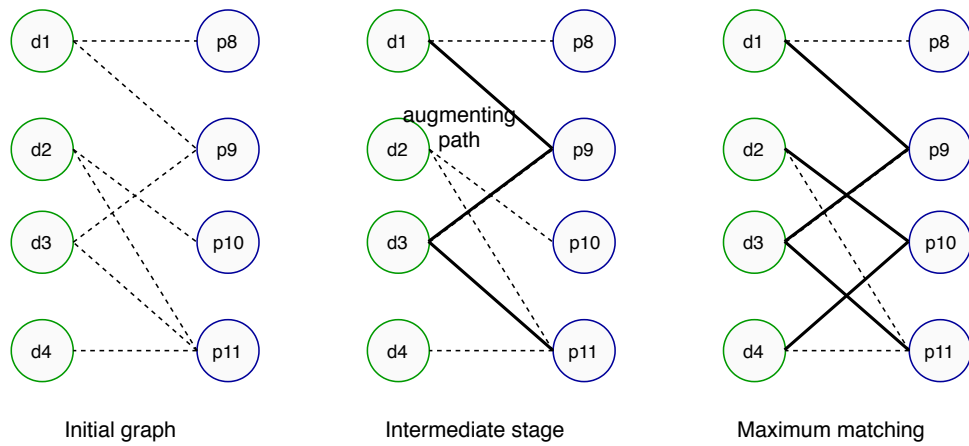 d1
p8
d2
p9
d3
p10
d4
p11
Initial graph
d1
p8
augmenting
path
d2
p9
d3
p10
d4
p11
Intermediate stage
d1
p8
d2
p9
d3
p10
d4
p11
Maximum matching